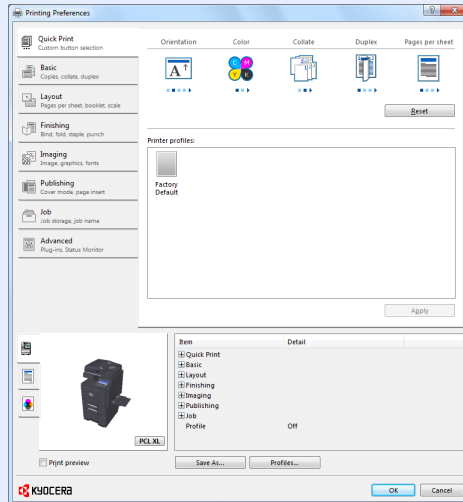 Printing Preferences
Quick Print
Custom button selection
Basic
Copies, collate, duplex
Layout
Pages per sheet, booklet, scale
Finishing
Bind, fold, staple, punch
Imaging
Image, graphics, fonts
Publishing
Cover mode, page insert
Job
Job storage, job name
Advanced
Plug-ins, Status Monitor
Orientation Color Collate Duplex Pages per sheet
A
C M
Y K
Reset
Printer profiles:
Factory
Default
Apply
PCL XL
Print preview
Item Detail
Quick Print
Basic
Layout
Finishing
Imaging
Publishing
Job
Profile Off
Save As... Profiles...
KYOCERA
OK Cancel